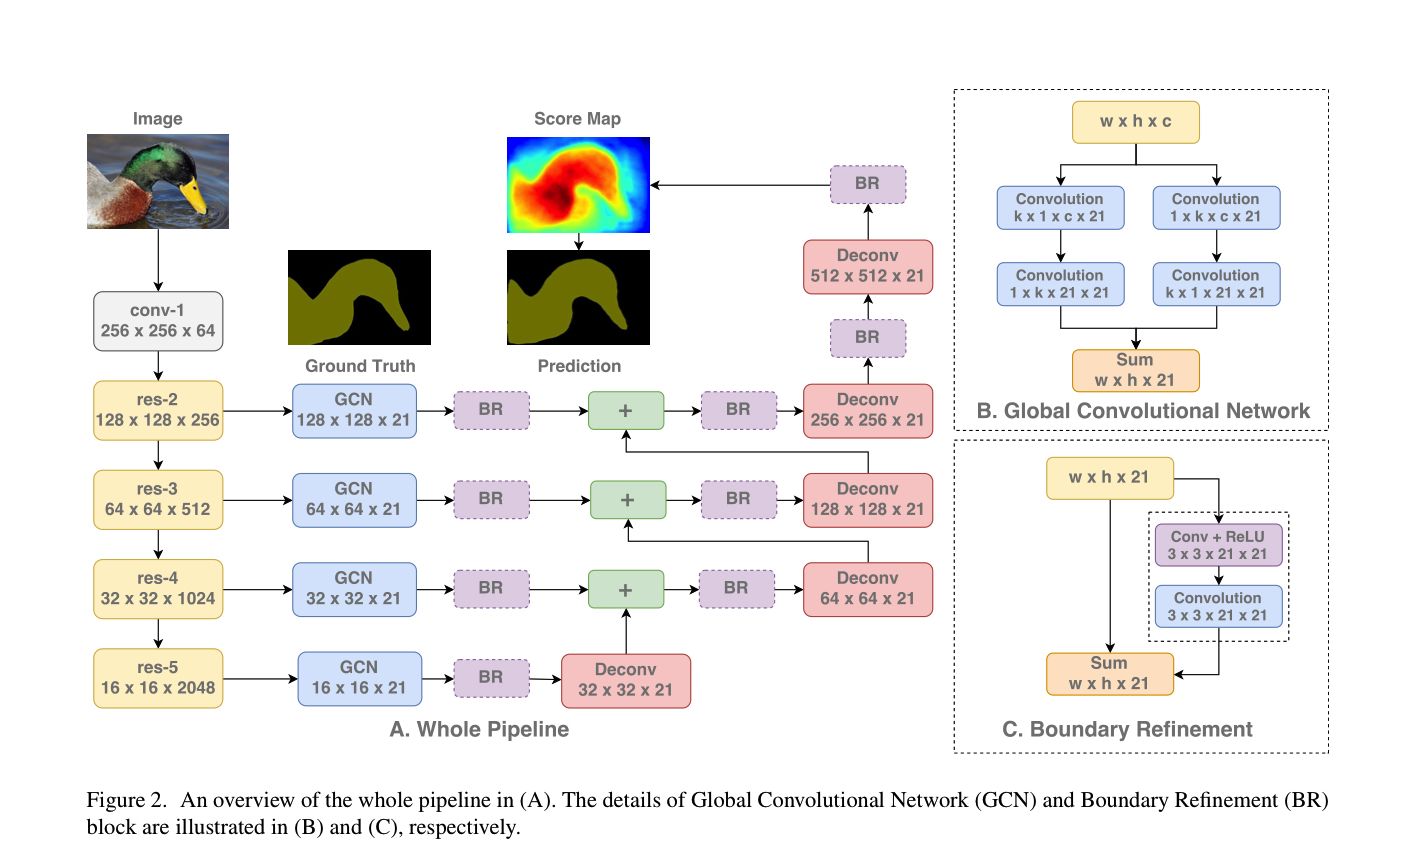 Image
Score Map
conv-1
256 x 256 x 64
Ground Truth
Prediction
res-2
128 x 128 x 256
GCN
128 x 128 x 21
BR
+
BR
Deconv
256 x 256 x 21
BR
Deconv
512 x 512 x 21
BR
res-3
64 x 64 x 512
GCN
64 x 64 x 21
BR
+
BR
Deconv
128 x 128 x 21
res-4
32 x 32 x 1024
GCN
32 x 32 x 21
BR
+
BR
Deconv
64 x 64 x 21
res-5
16 x 16 x 2048
GCN
16 x 16 x 21
BR
Deconv
32 x 32 x 21
A. Whole Pipeline
w x h x c
Convolution
k x 1 x c x 21
Convolution
1 x k x c x 21
Convolution
1 x k x 21 x 21
Convolution
k x 1 x 21 x 21
Sum
w x h x 21
B. Global Convolutional Network
w x h x 21
Conv + ReLU
3 x 3 x 21 x 21
Convolution
3 x 3 x 21 x 21
Sum
w x h x 21
C. Boundary Refinement
Figure 2. An overview of the whole pipeline in (A). The details of Global Convolutional Network (GCN) and Boundary Refinement (BR)
block are illustrated in (B) and (C), respectively.